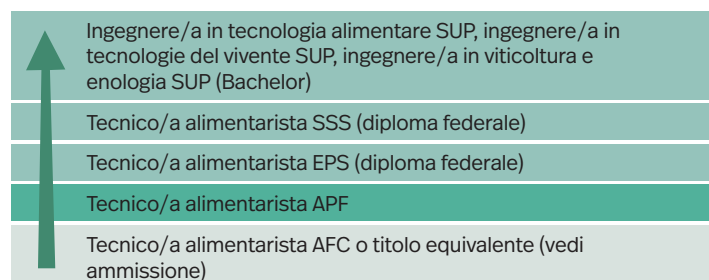 Ingegnere/a in tecnologia alimentare SUP, ingegnere/a in
tecnologie del vivente SUP, ingegnere/a in viticoltura e
enologia SUP (Bachelor)
Tecnico/a alimentarista SSS (diploma federale)
Tecnico/a alimentarista EPS (diploma federale)
Tecnico/a alimentarista APF
Tecnico/a alimentarista AFC o titolo equivalente (vedi
ammissione)